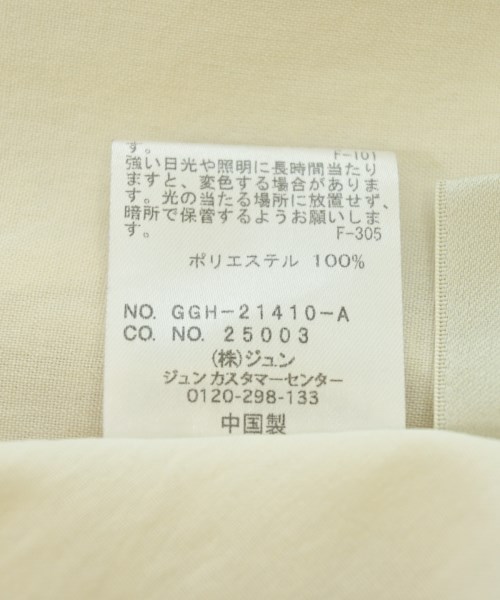 す。 F-101
強い日光や照明に長時間当たり
ますと、変色する場合がありま
す。光の当たる場所に放置せず、
暗所で保管するようお願いしま
す。 F-305
ポリエステル 100%
NO. GGH-21410-A
CO. NO. 25003
(株)ジュン
ジュンカスタマーセンター
0120-298-133
中国製